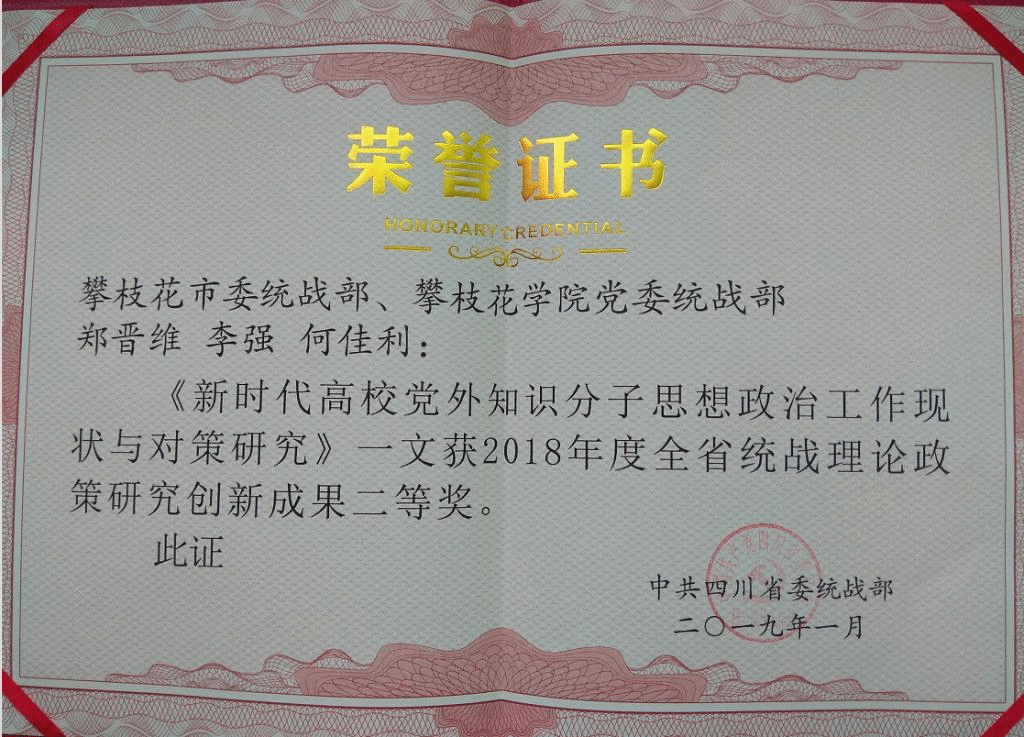 荣誉证书
HONORARY CREDENTIAL
攀枝花市委统战部、攀枝花学院党委统战部
郑晋维 李强 何佳利：
《新时代高校党外知识分子思想政治工作现
状与对策研究》一文获2018年度全省统战理论政
策研究创新成果二等奖。
此证
中共四川省委统战部
二〇一九年一月